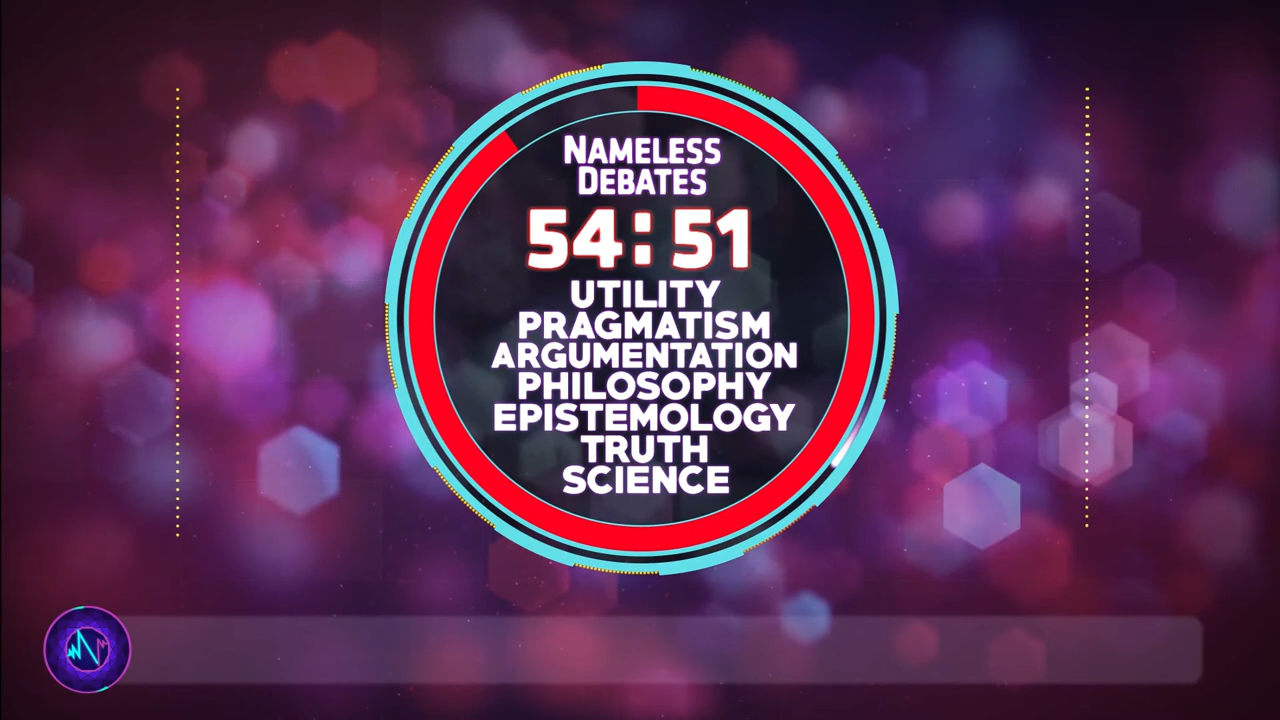 NAMELESS
DEBATES
54:51
UTILITY
PRAGMATISM
ARGUMENTATION
PHILOSOPHY
EPISTEMOLOGY
TRUTH
SCIENCE